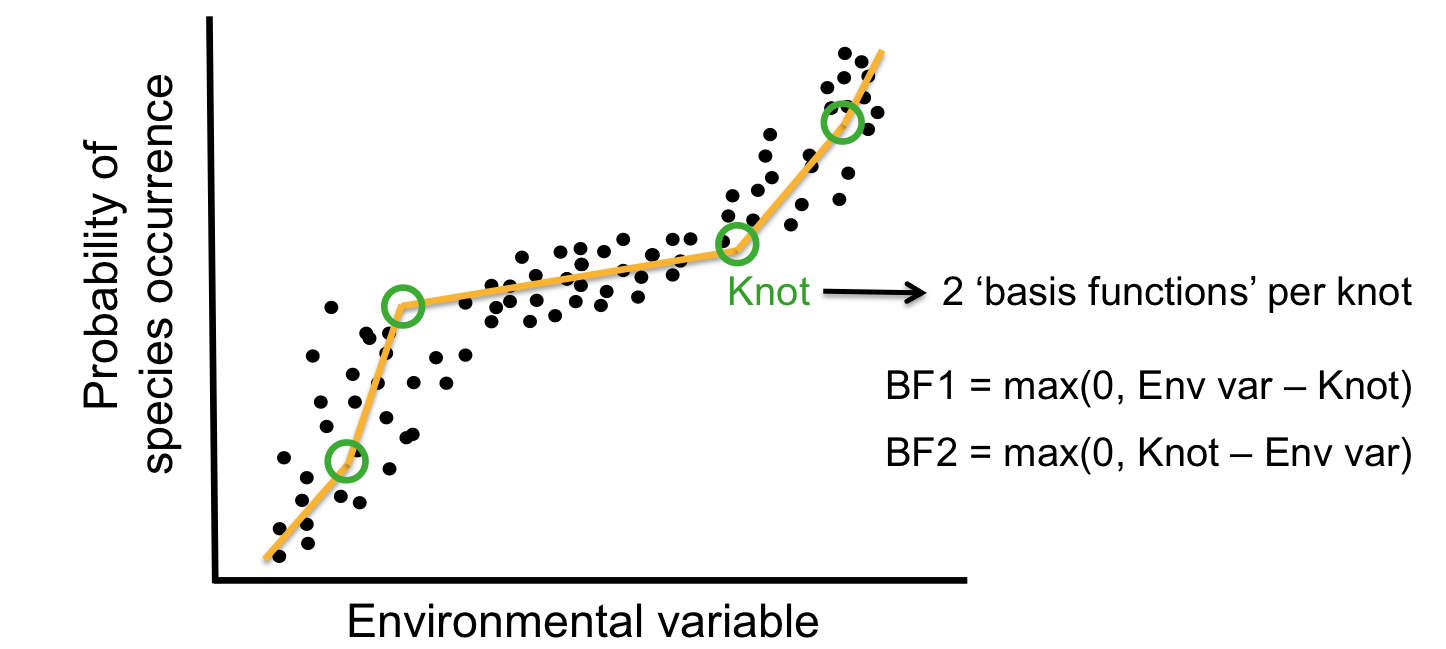 Probability of
species occurrence
Knot
2 ‘basis functions’ per knot
BF1 = max(0, Env var – Knot)
BF2 = max(0, Knot – Env var)
Environmental variable